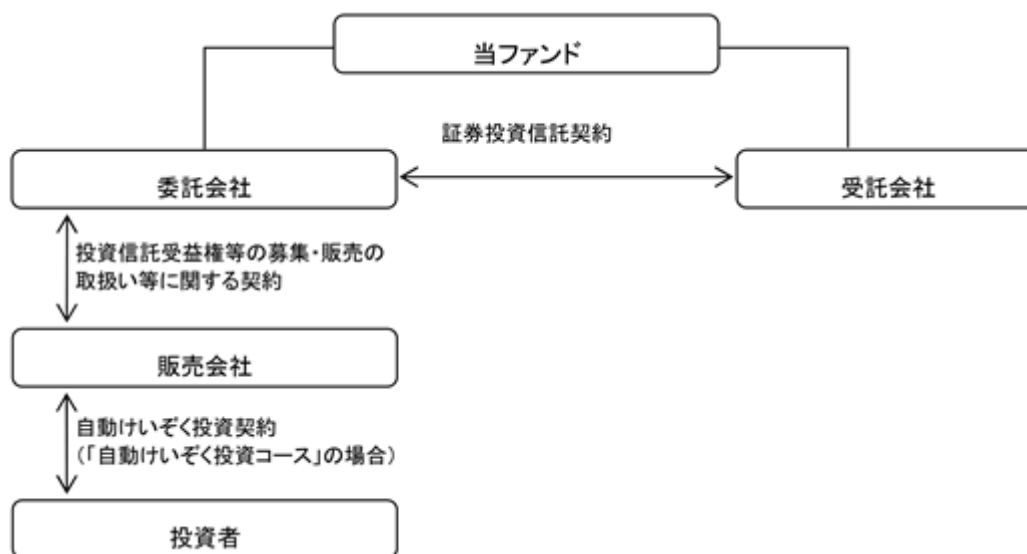 当ファンド
証券投資信託契約
委託会社
受託会社
投資信託受益権等の募集・販売の
取扱い等に関する契約
販売会社
自動けいぞく投資契約
(「自動けいぞく投資コース」の場合)
投資者